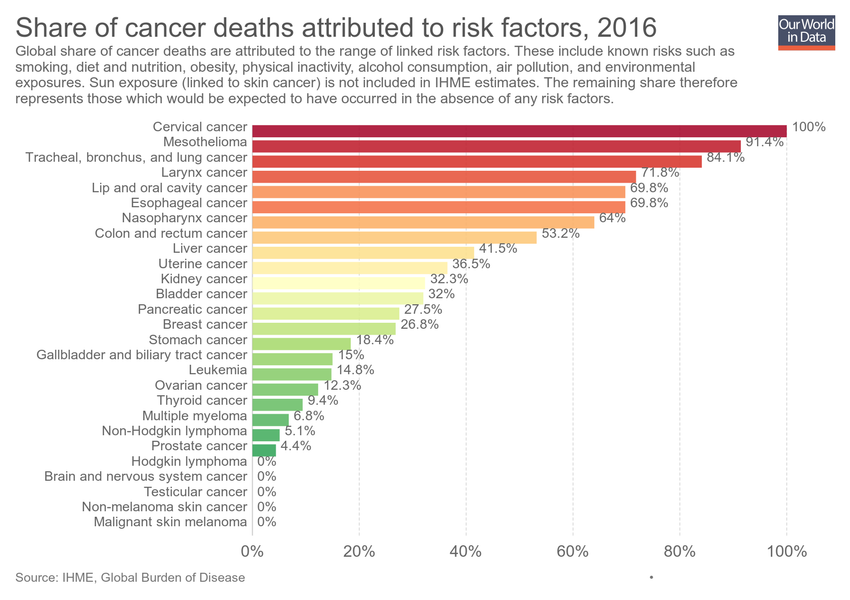 Share of cancer deaths attributed to risk factors, 2016
Our World
in Data
Global share of cancer deaths are attributed to the range of linked risk factors. These include known risks such as
smoking, diet and nutrition, obesity, physical inactivity, alcohol consumption, air pollution, and environmental
exposures. Sun exposure (linked to skin cancer) is not included in IHME estimates. The remaining share therefore
represents those which would be expected to have occurred in the absence of any risk factors.
Cervical cancer 100%
Mesothelioma 91.4%
Tracheal, bronchus, and lung cancer 84.1%
Larynx cancer 71.8%
Lip and oral cavity cancer 69.8%
Esophageal cancer 69.8%
Nasopharynx cancer 64%
Colon and rectum cancer 53.2%
Liver cancer 41.5%
Uterine cancer 36.5%
Kidney cancer 32.3%
Bladder cancer 32%
Pancreatic cancer 27.5%
Breast cancer 26.8%
Stomach cancer 18.4%
Gallbladder and biliary tract cancer 15%
Leukemia 14.8%
Ovarian cancer 12.3%
Thyroid cancer 9.4%
Multiple myeloma 6.8%
Non-Hodgkin lymphoma 5.1%
Prostate cancer 4.4%
Hodgkin lymphoma 0%
Brain and nervous system cancer 0%
Testicular cancer 0%
Non-melanoma skin cancer 0%
Malignant skin melanoma 0%
0% 20% 40% 60% 80% 100%
Source: IHME, Global Burden of Disease